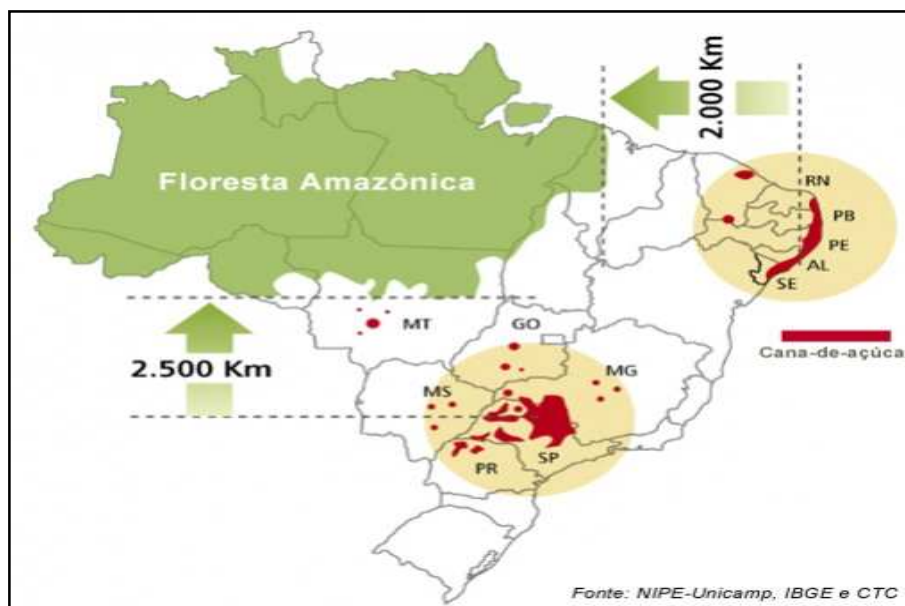 2.000 Km
Floresta Amazônica
RN
PB
PE
AL
SE
MT
GO
Cana-de-açúca
2.500 Km
MS
MG
PR
SP
Fonte: NIPE-Unicamp, IBGE e CTC